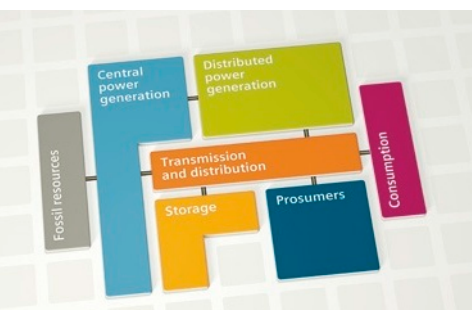 Fossil resources
Central
power
generation
Distributed
power
generation
Transmission
and distribution
Storage
Prosumers
Consumption